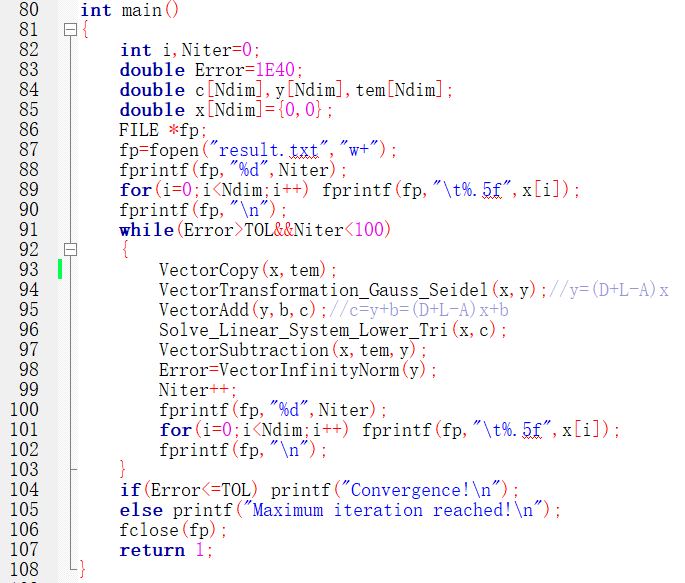 80 int main()
81 {
82 int i,Niter=0;
83 double Error=1E40;
84 double c[Ndim],y[Ndim],tem[Ndim];
85 double x[Ndim]={0,0};
86 FILE *fp;
87 fp=fopen("result.txt","w+");
88 fprintf(fp,"%d",Niter);
89 for(i=0;i<Ndim;i++) fprintf(fp,"\t%.5f",x[i]);
90 fprintf(fp,"\n");
91 while(Error>TOL&&Niter<100)
92 {
93 VectorCopy(x,tem);
94 VectorTransformation_Gauss_Seidel(x,y);//y=(D+L-A)x
95 VectorAdd(y,b,c);//c=y+b=(D+L-A)x+b
96 Solve_Linear_System_Lower_Tri(x,c);
97 VectorSubtraction(x,tem,y);
98 Error=VectorInfinityNorm(y);
99 Niter++;
100 fprintf(fp,"%d",Niter);
101 for(i=0;i<Ndim;i++) fprintf(fp,"\t%.5f",x[i]);
102 fprintf(fp,"\n");
103 }
104 if(Error<=TOL) printf("Convergence!\n");
105 else printf("Maximum iteration reached!\n");
106 fclose(fp);
107 return 1;
108 }